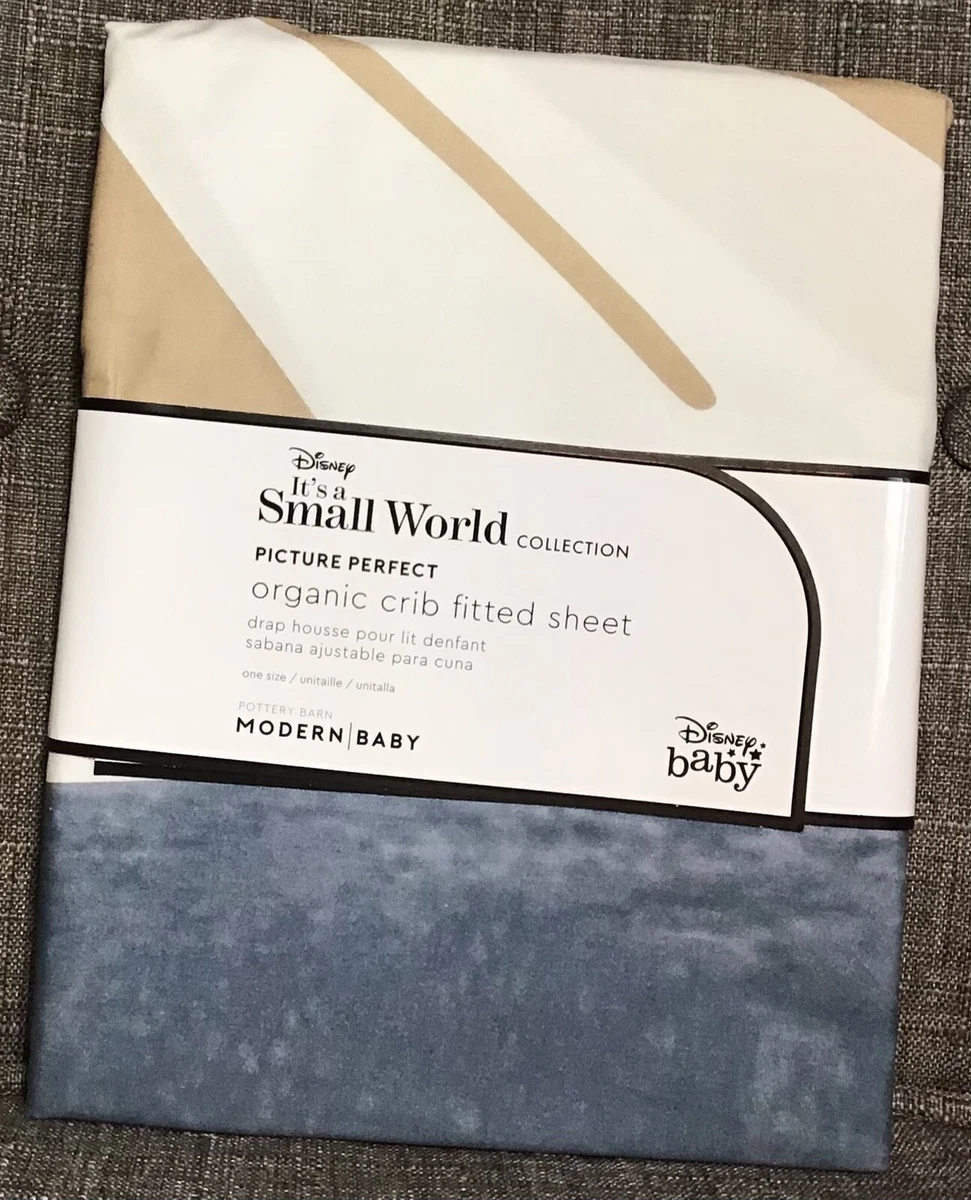 Disney
It's a
Small World COLLECTION
PICTURE PERFECT
organic crib fitted sheet
drap housse pour lit denfant
sabana ajustable para cuna
one size / unitaille / unitalla
POTTERY BARN
MODERN|BABY
Disney
baby